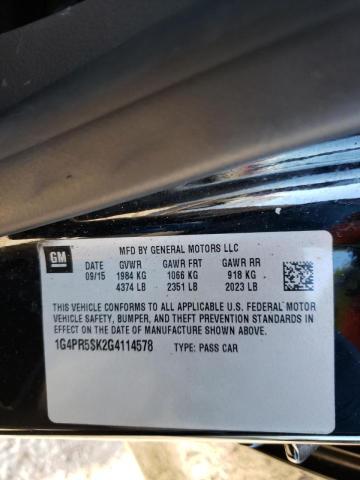 GM
MFD BY GENERAL MOTORS LLC
DATE GVWR GAWR FRT GAWR RR
09/15 1984 KG 1066 KG 918 KG
4374 LB 2351 LB 2023 LB
THIS VEHICLE CONFORMS TO ALL APPLICABLE U.S. FEDERAL MOTOR
VEHICLE SAFETY, BUMPER, AND THEFT PREVENTION STANDARDS IN
EFFECT ON THE DATE OF MANUFACTURE SHOWN ABOVE.
1G4PR5SK2G4114578 TYPE: PASS CAR